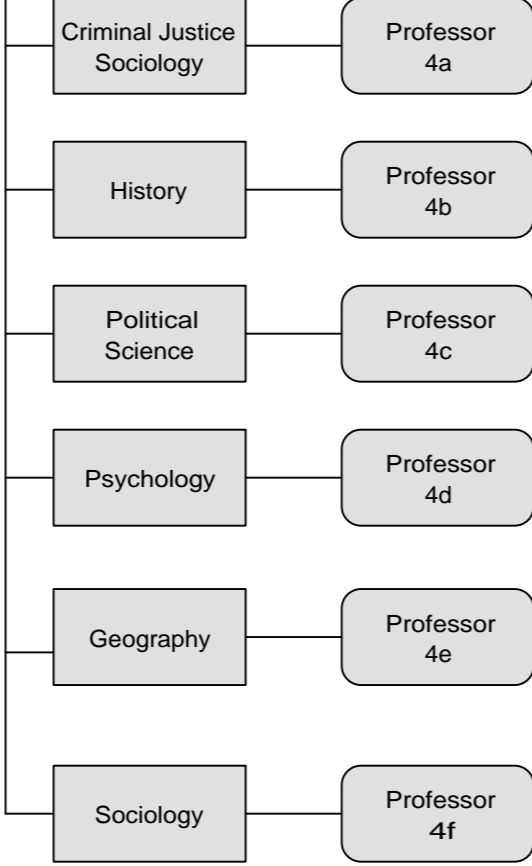 Criminal Justice
Sociology
Professor
4a
History
Professor
4b
Political
Science
Professor
4c
Psychology
Professor
4d
Geography
Professor
4e
Sociology
Professor
4f